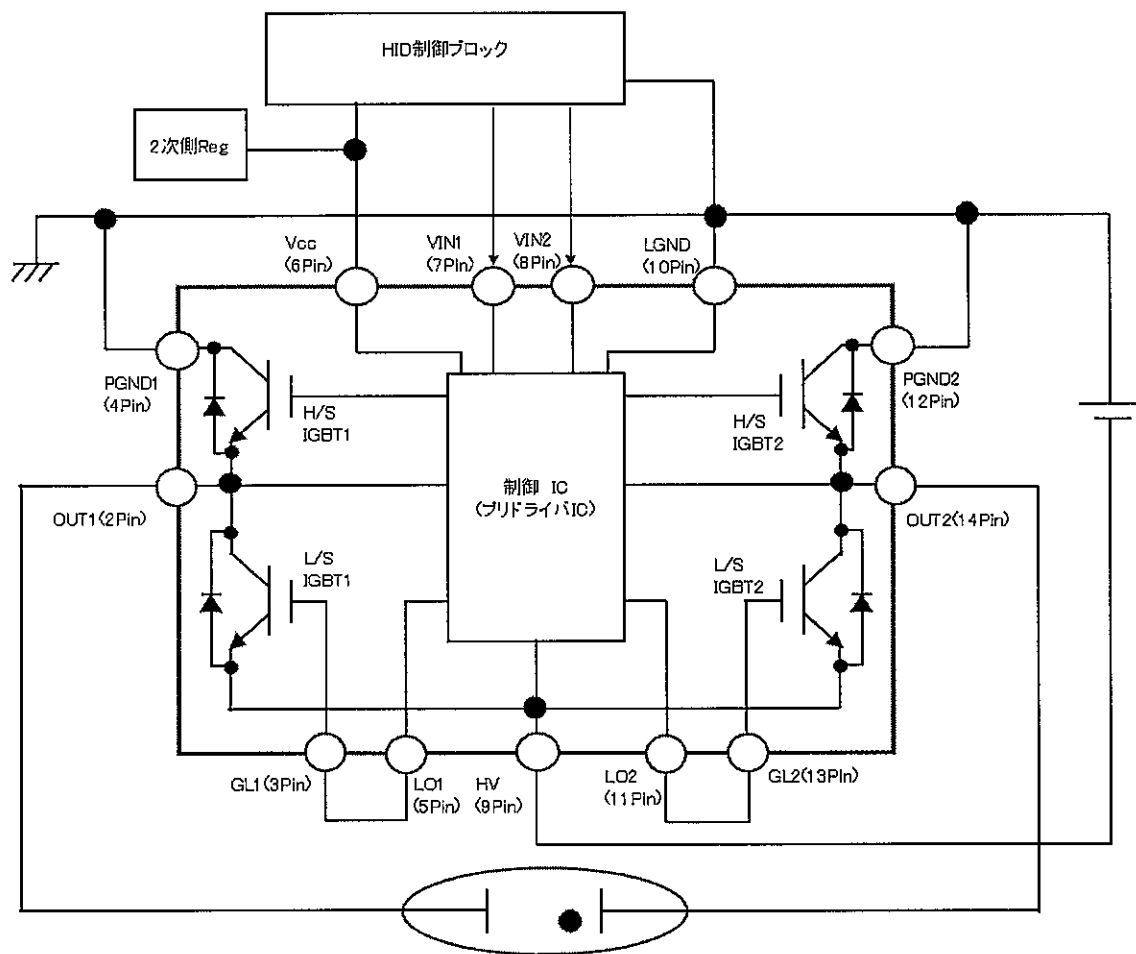 HID制御ブロック
2次側Reg
Vcc
(6Pin)
VIN1
(7Pin)
VIN2
(8Pin)
LGND
(10Pin)
PGND1
(4Pin)
H/S
IGBT1
H/S
IGBT2
PGND2
(12Pin)
制御 IC
(プリドライバIC)
OUT1(2Pin)
OUT2(14Pin)
L/S
IGBT1
L/S
IGBT2
GL1(3Pin)
LO1
(5Pin)
HV
(9Pin)
LO2
(11Pin)
GL2(13Pin)